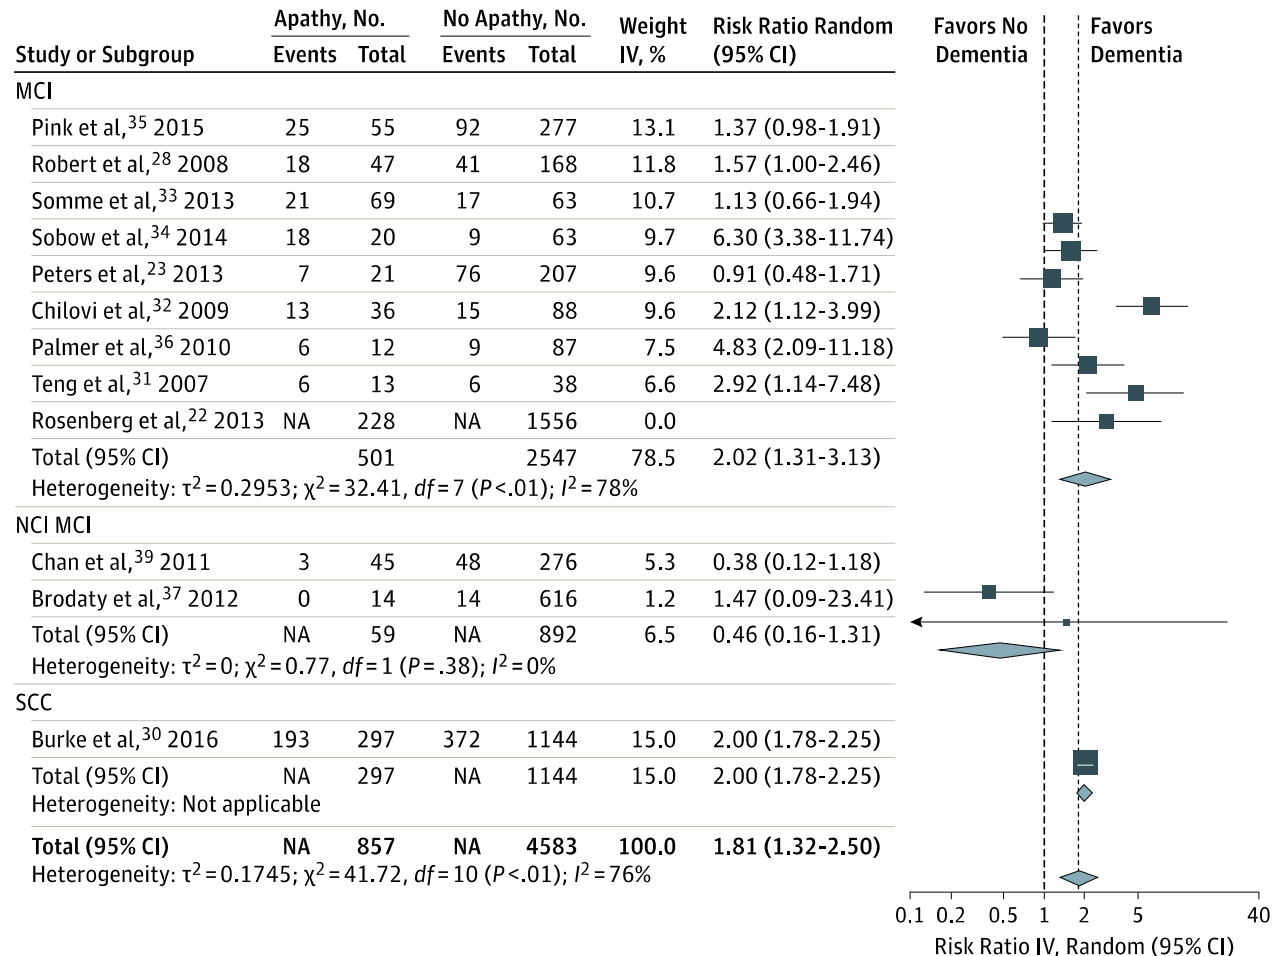 Apathy, No. No Apathy, No. Weight Risk Ratio Random Favors No Favors
Study or Subgroup Events Total Events Total IV, % (95% CI) Dementia Dementia
MCI
Pink et al,35 2015 25 55 92 277 13.1 1.37 (0.98-1.91)
Robert et al,28 2008 18 47 41 168 11.8 1.57 (1.00-2.46)
Somme et al,33 2013 21 69 17 63 10.7 1.13 (0.66-1.94)
Sobow et al,34 2014 18 20 9 63 9.7 6.30 (3.38-11.74)
Peters et al,23 2013 7 21 76 207 9.6 0.91 (0.48-1.71)
Chilovi et al,32 2009 13 36 15 88 9.6 2.12 (1.12-3.99)
Palmer et al,36 2010 6 12 9 87 7.5 4.83 (2.09-11.18)
Teng et al,31 2007 6 13 6 38 6.6 2.92 (1.14-7.48)
Rosenberg et al,22 2013 NA 228 NA 1556 0.0
Total (95% CI) 501 2547 78.5 2.02 (1.31-3.13)
Heterogeneity: τ2=0.2953; χ2=32.41, df=7 (P<.01); I2=78%
NCI MCI
Chan et al,39 2011 3 45 48 276 5.3 0.38 (0.12-1.18)
Brodaty et al,37 2012 0 14 14 616 1.2 1.47 (0.09-23.41)
Total (95% CI) NA 59 NA 892 6.5 0.46 (0.16-1.31)
Heterogeneity: τ2=0; χ2=0.77, df=1 (P=.38); I2=0%
SCC
Burke et al,30 2016 193 297 372 1144 15.0 2.00 (1.78-2.25)
Total (95% CI) NA 297 NA 1144 15.0 2.00 (1.78-2.25)
Heterogeneity: Not applicable
Total (95% CI) NA 857 NA 4583 100.0 1.81 (1.32-2.50)
Heterogeneity: τ2=0.1745; χ2=41.72, df=10 (P<.01); I2=76%
0.1 0.2 0.5 1 2 5 40
Risk Ratio IV, Random (95% CI)